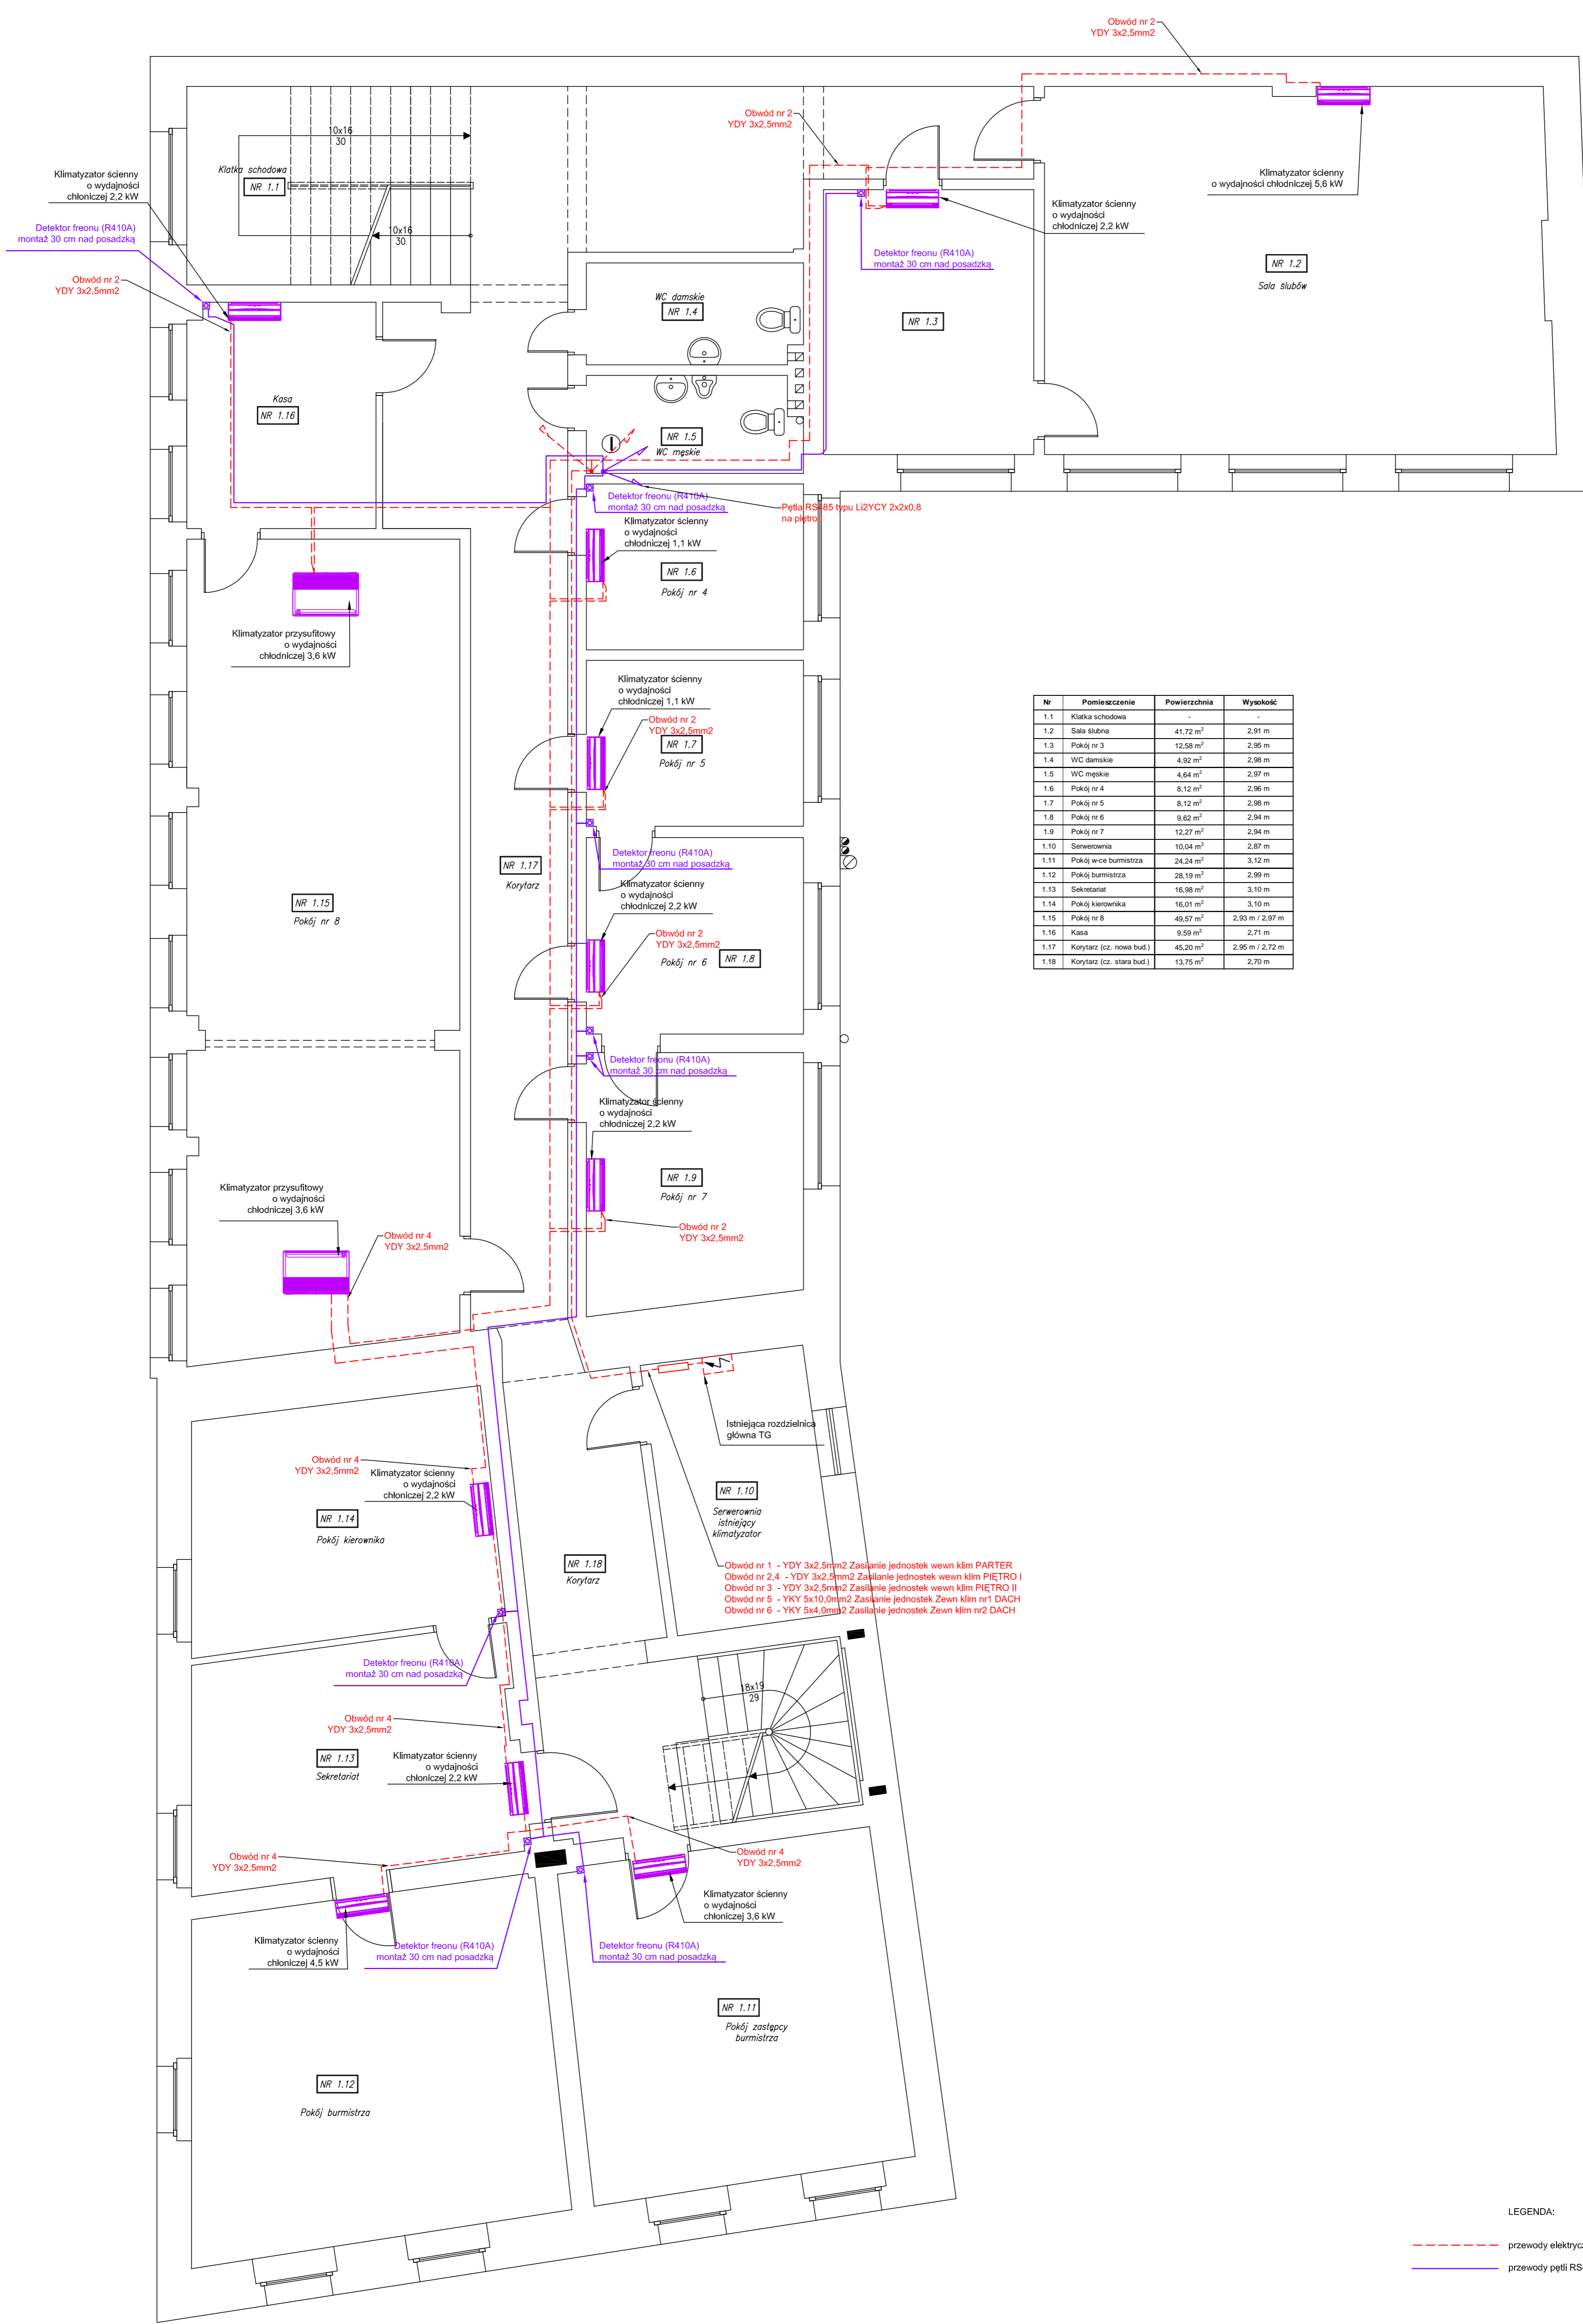 Obwód nr 2
YDY 3x2,5mm2
Obwód nr 2
YDY 3x2,5mm2
10x16
30
Klatka schodowa
NR 1.1
10x16
30
Klimatyzator ścienny
o wydajności
chłoniczej 2,2 kW
Detektor freonu (R410A)
montaż 30 cm nad posadzką
Obwód nr 2
YDY 3x2,5mm2
Klimatyzator ścienny
o wydajności chłodniczej 5,6 kW
Klimatyzator ścienny
o wydajności
chłodniczej 2,2 kW
Detektor freonu (R410A)
montaż 30 cm nad posadzką
NR 1.2
Sala ślubów
WC damskie
NR 1.4
NR 1.3
Kasa
NR 1.16
NR 1.5
WC męskie
Detektor freonu (R410A)
montaż 30 cm nad posadzką
Pętla RS485 typu Li2YCY 2x2x0,8
na piętro
Klimatyzator ścienny
o wydajności
chłodniczej 1,1 kW
NR 1.6
Pokój nr 4
Klimatyzator przysufitowy
o wydajności
chłodniczej 3,6 kW
Klimatyzator ścienny
o wydajności
chłodniczej 1,1 kW
Obwód nr 2
YDY 3x2,5mm2
NR 1.7
Pokój nr 5
Nr Pomieszczenie Powierzchnia Wysokość
1.1 Klatka schodowa - -
1.2 Sala ślubna 41,72 m² 2,91 m
1.3 Pokój nr 3 12,58 m² 2,95 m
1.4 WC damskie 4,92 m² 2,98 m
1.5 WC męskie 4,64 m² 2,97 m
1.6 Pokój nr 4 8,12 m² 2,96 m
1.7 Pokój nr 5 8,12 m² 2,98 m
1.8 Pokój nr 6 9,62 m² 2,94 m
1.9 Pokój nr 7 12,27 m² 2,94 m
1.10 Serwerownia 10,04 m² 2,87 m
1.11 Pokój w-ce burmistrza 24,24 m² 3,12 m
1.12 Pokój burmistrza 28,19 m² 2,99 m
1.13 Sekretariat 16,98 m² 3,10 m
1.14 Pokój kierownika 16,01 m² 3,10 m
1.15 Pokój nr 8 49,57 m² 2,93 m / 2,97 m
1.16 Kasa 9,59 m² 2,71 m
1.17 Korytarz (cz. nowa bud.) 45,20 m² 2,95 m / 2,72 m
1.18 Korytarz (cz. stara bud.) 13,75 m² 2,70 m
Detektor freonu (R410A)
montaż 30 cm nad posadzką
NR 1.17
Korytarz
NR 1.15
Pokój nr 8
Klimatyzator ścienny
o wydajności
chłodniczej 2,2 kW
Obwód nr 2
YDY 3x2,5mm2
Pokój nr 6
NR 1.8
Detektor freonu (R410A)
montaż 30 cm nad posadzką
Klimatyzator ścienny
o wydajności
chłodniczej 2,2 kW
NR 1.9
Pokój nr 7
Klimatyzator przysufitowy
o wydajności
chłodniczej 3,6 kW
Obwód nr 4
YDY 3x2,5mm2
Obwód nr 2
YDY 3x2,5mm2
Istniejąca rozdzielnica
główna TG
Obwód nr 4
YDY 3x2,5mm2
Klimatyzator ścienny
o wydajności
chłoniczej 2,2 kW
NR 1.14
Pokój kierownika
NR 1.10
Serwerownia
istniejący
klimatyzator
NR 1.18
Korytarz
Obwód nr 1 - YDY 3x2,5mm2 Zasilanie jednostek wewn klim PARTER
Obwód nr 2,4 - YDY 3x2,5mm2 Zasilanie jednostek wewn klim PIĘTRO I
Obwód nr 3 - YDY 3x2,5mm2 Zasilanie jednostek wewn klim PIĘTRO II
Obwód nr 5 - YKY 5x10,0mm2 Zasilanie jednostek Zewn klim nr1 DACH
Obwód nr 6 - YKY 5x4,0mm2 Zasilanie jednostek Zewn klim nr2 DACH
Detektor freonu (R410A)
montaż 30 cm nad posadzką
18x19
29
Obwód nr 4
YDY 3x2,5mm2
NR 1.13
Sekretariat
Klimatyzator ścienny
o wydajności
chłoniczej 2,2 kW
Obwód nr 4
YDY 3x2,5mm2
Obwód nr 4
YDY 3x2,5mm2
Klimatyzator ścienny
o wydajności
chłoniczej 3,6 kW
Klimatyzator ścienny
o wydajności
chłoniczej 4,5 kW
Detektor freonu (R410A)
montaż 30 cm nad posadzką
Detektor freonu (R410A)
montaż 30 cm nad posadzką
NR 1.11
Pokój zastępcy
burmistrza
NR 1.12
Pokój burmistrza
LEGENDA:
przewody elektryc
przewody pętli RS